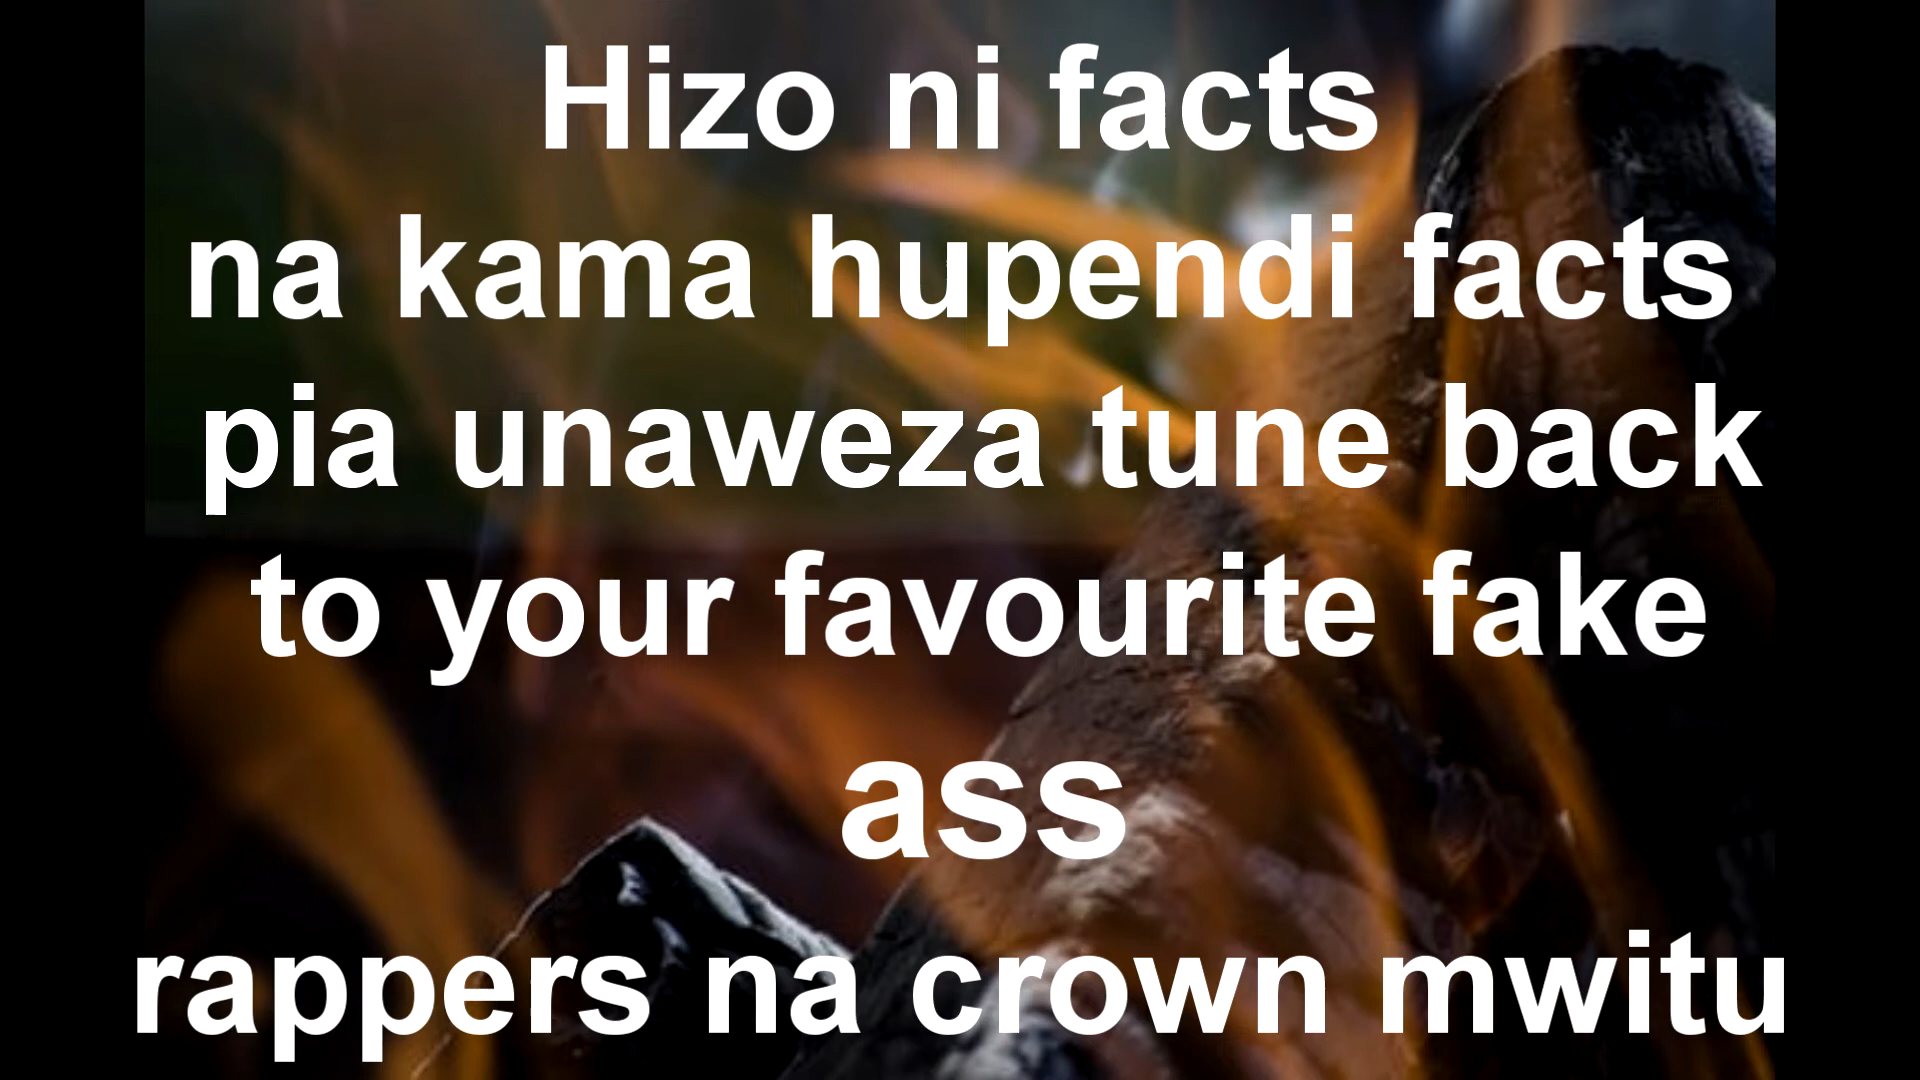 Hizo ni facts
na kama hupendi facts
pia unaweza tune back
to your favourite fake
ass
rappers na crown mwitu